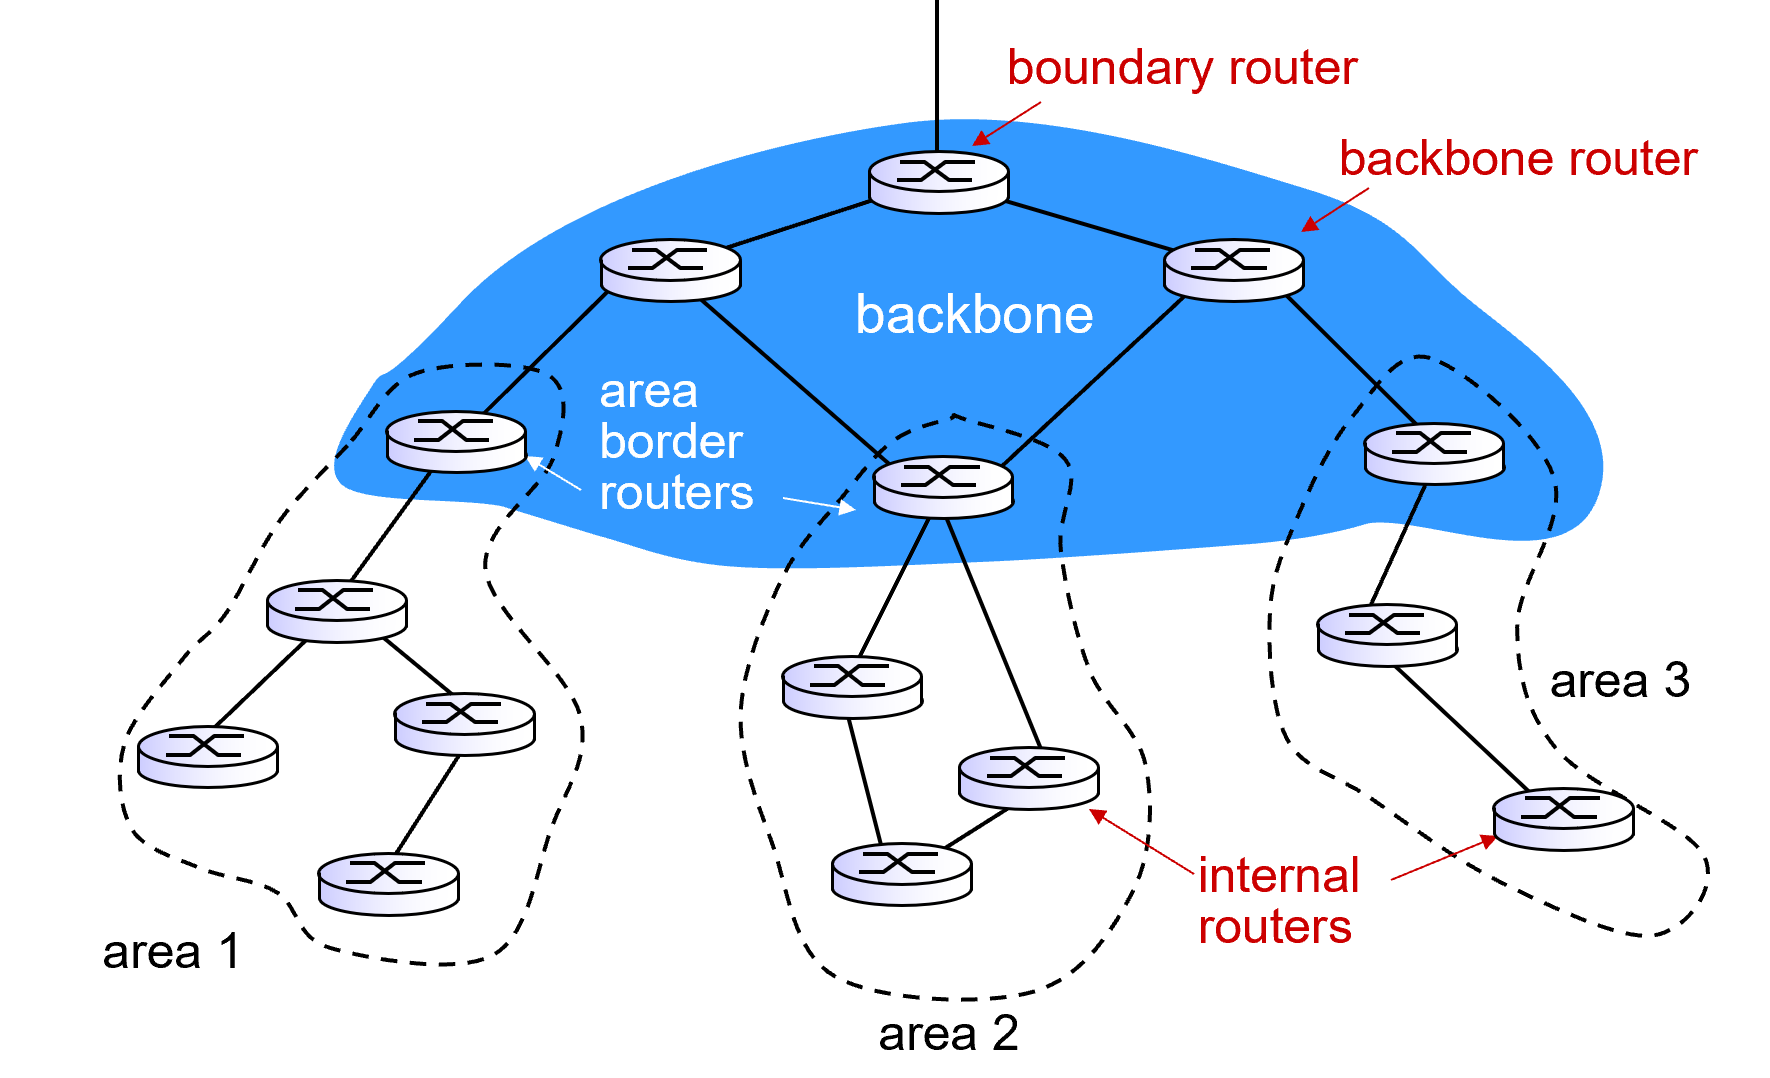 boundary router
backbone router
backbone
area
border
routers
area 3
internal
routers
area 1
area 2